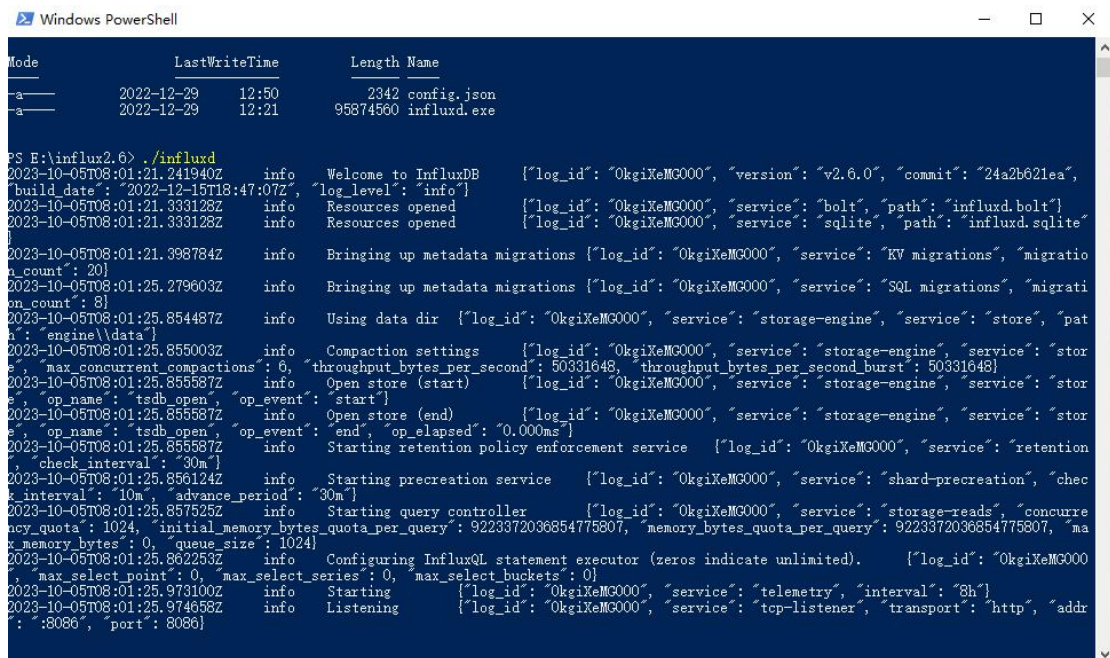 Windows PowerShell
Mode LastWriteTime Length Name
-a---- 2022-12-29 12:50 2342 config.json
-a---- 2022-12-29 12:21 95874560 influxd.exe
PS E:\influx2.6> ./influxd
2023-10-05T08:01:21.241940Z info Welcome to InfluxDB {"log_id": "0kgiXeMG000", "version": "v2.6.0", "commit": "24a2b621ea",
"build_date": "2022-12-15T18:47:07Z", "log_level": "info"}
2023-10-05T08:01:21.333128Z info Resources opened {"log_id": "0kgiXeMG000", "service": "bolt", "path": "influxd.bolt"}
2023-10-05T08:01:21.333128Z info Resources opened {"log_id": "0kgiXeMG000", "service": "sqlite", "path": "influxd.sqlite"
}
2023-10-05T08:01:21.398784Z info Bringing up metadata migrations {"log_id": "0kgiXeMG000", "service": "KV migrations", "migratio
n_count": 20}
2023-10-05T08:01:25.279603Z info Bringing up metadata migrations {"log_id": "0kgiXeMG000", "service": "SQL migrations", "migrati
on_count": 8}
2023-10-05T08:01:25.854487Z info Using data dir {"log_id": "0kgiXeMG000", "service": "storage-engine", "service": "store", "pat
h": "engine\\data"}
2023-10-05T08:01:25.855003Z info Compaction settings {"log_id": "0kgiXeMG000", "service": "storage-engine", "service": "stor
e", "max_concurrent_compactions": 6, "throughput_bytes_per_second": 50331648, "throughput_bytes_per_second_burst": 50331648}
2023-10-05T08:01:25.855587Z info Open store (start) {"log_id": "0kgiXeMG000", "service": "storage-engine", "service": "stor
e", "op_name": "tsdb_open", "op_event": "start"}
2023-10-05T08:01:25.855587Z info Open store (end) {"log_id": "0kgiXeMG000", "service": "storage-engine", "service": "stor
e", "op_name": "tsdb_open", "op_event": "end", "op_elapsed": "0.000ms"}
2023-10-05T08:01:25.855587Z info Starting retention policy enforcement service {"log_id": "0kgiXeMG000", "service": "retention
", "check_interval": "30m"}
2023-10-05T08:01:25.856124Z info Starting precreation service {"log_id": "0kgiXeMG000", "service": "shard-precreation", "chec
k_interval": "10m", "advance_period": "30m"}
2023-10-05T08:01:25.857525Z info Starting query controller {"log_id": "0kgiXeMG000", "service": "storage-reads", "concurre
ncy_quota": 1024, "initial_memory_bytes_quota_per_query": 9223372036854775807, "memory_bytes_quota_per_query": 9223372036854775807, "ma
x_memory_bytes": 0, "queue_size": 1024}
2023-10-05T08:01:25.862253Z info Configuring InfluxQL statement executor (zeros indicate unlimited). {"log_id": "0kgiXeMG000
", "max_select_point": 0, "max_select_series": 0, "max_select_buckets": 0}
2023-10-05T08:01:25.973100Z info Starting {"log_id": "0kgiXeMG000", "service": "telemetry", "interval": "8h"}
2023-10-05T08:01:25.974658Z info Listening {"log_id": "0kgiXeMG000", "service": "tcp-listener", "transport": "http", "addr
": ":8086", "port": 8086}